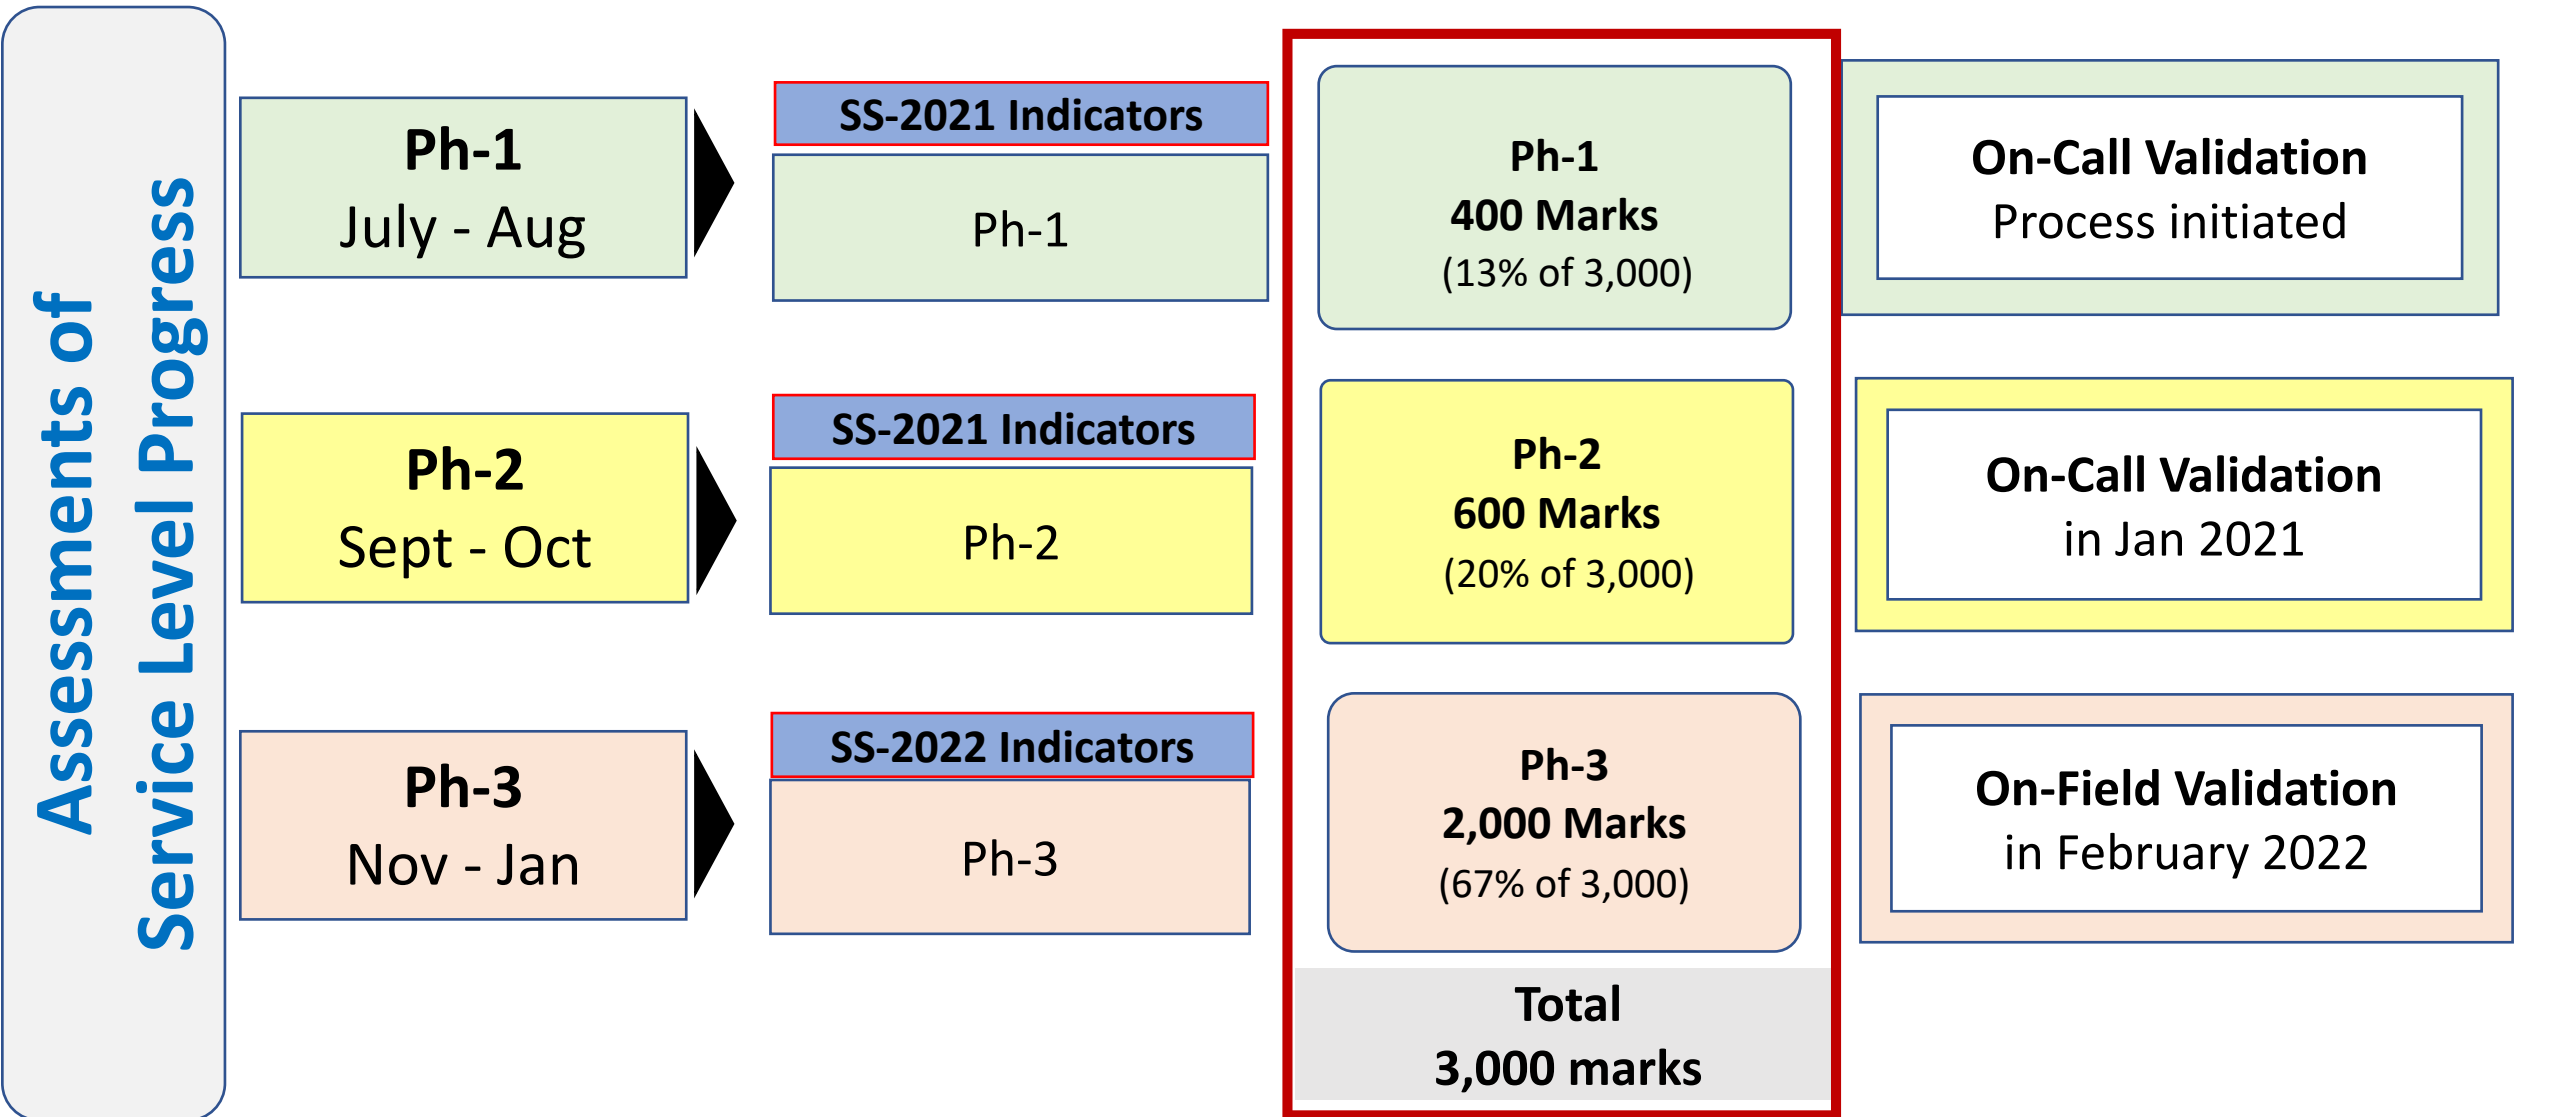 Assessments of
Service Level Progress
Ph-1
July - Aug
SS-2021 Indicators
Ph-1
Ph-1
400 Marks
(13% of 3,000)
On-Call Validation
Process initiated
Ph-2
Sept - Oct
SS-2021 Indicators
Ph-2
Ph-2
600 Marks
(20% of 3,000)
On-Call Validation
in Jan 2021
Ph-3
Nov - Jan
SS-2022 Indicators
Ph-3
Ph-3
2,000 Marks
(67% of 3,000)
On-Field Validation
in February 2022
Total
3,000 marks